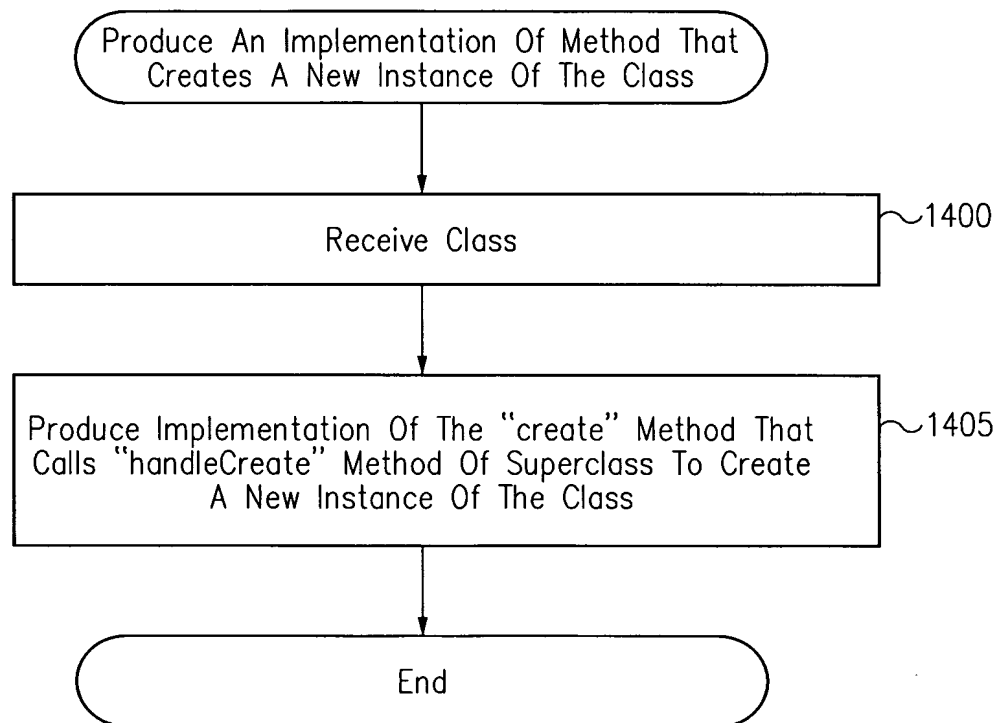 Produce An Implementation Of Method That
Creates A New Instance Of The Class
Receive Class
1400
Produce Implementation Of The "create" Method That
Calls "handleCreate" Method Of Superclass To Create
A New Instance Of The Class
1405
End